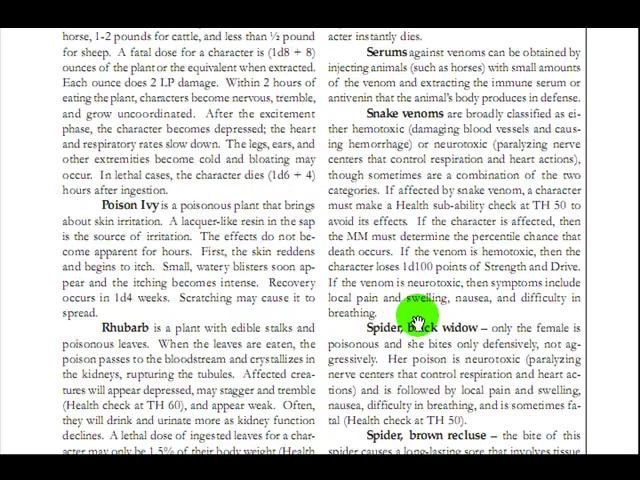 horse, 1-2 pounds for cattle, and less than ½ pound
for sheep. A fatal dose for a character is (1d8 + 8)
ounces of the plant or the equivalent when extracted.
Each ounce does 2 LP damage. Within 2 hours of
eating the plant, characters become nervous, tremble,
and grow uncoordinated. After the excitement
phase, the character becomes depressed; the heart
and respiratory rates slow down. The legs, ears, and
other extremities become cold and bloating may
occur. In lethal cases, the character dies (1d6 + 4)
hours after ingestion.
Poison Ivy is a poisonous plant that brings
about skin irritation. A lacquer-like resin in the sap
is the source of irritation. The effects do not be-
come apparent for hours. First, the skin reddens
and begins to itch. Small, watery blisters soon ap-
pear and the itching becomes intense. Recovery
occurs in 1d4 weeks. Scratching may cause it to
spread.
Rhubarb is a plant with edible stalks and
poisonous leaves. When the leaves are eaten, the
poison passes to the bloodstream and crystallizes in
the kidneys, rupturing the tubules. Affected crea-
tures will appear depressed, may stagger and tremble
(Health check at TH 60), and appear weak. Often,
they will drink and urinate more as kidney function
declines. A lethal dose of ingested leaves for a char-
acter may only be 1.5% of their body weight (Health
acter instantly dies.
Serums against venoms can be obtained by
injecting animals (such as horses) with small amounts
of the venom and extracting the immune serum or
antivenin that the animal's body produces in defense.
Snake venoms are broadly classified as ei-
ther hemotoxic (damaging blood vessels and caus-
ing hemorrhage) or neurotoxic (paralyzing nerve
centers that control respiration and heart actions),
though sometimes are a combination of the two
categories. If affected by snake venom, a character
must make a Health sub-ability check at TH 50 to
avoid its effects. If the character is affected, then
the MM must determine the percentile chance that
death occurs. If the venom is hemotoxic, then the
character loses 1d100 points of Strength and Drive.
If the venom is neurotoxic, then symptoms include
local pain and swelling, nausea, and difficulty in
breathing.
Spider, black widow – only the female is
poisonous and she bites only defensively, not ag-
gressively. Her poison is neurotoxic (paralyzing
nerve centers that control respiration and heart ac-
tions) and is followed by local pain and swelling,
nausea, difficulty in breathing, and is sometimes fa-
tal (Health check at TH 50).
Spider, brown recluse – the bite of this
spider causes a long-lasting sore that involves tissue